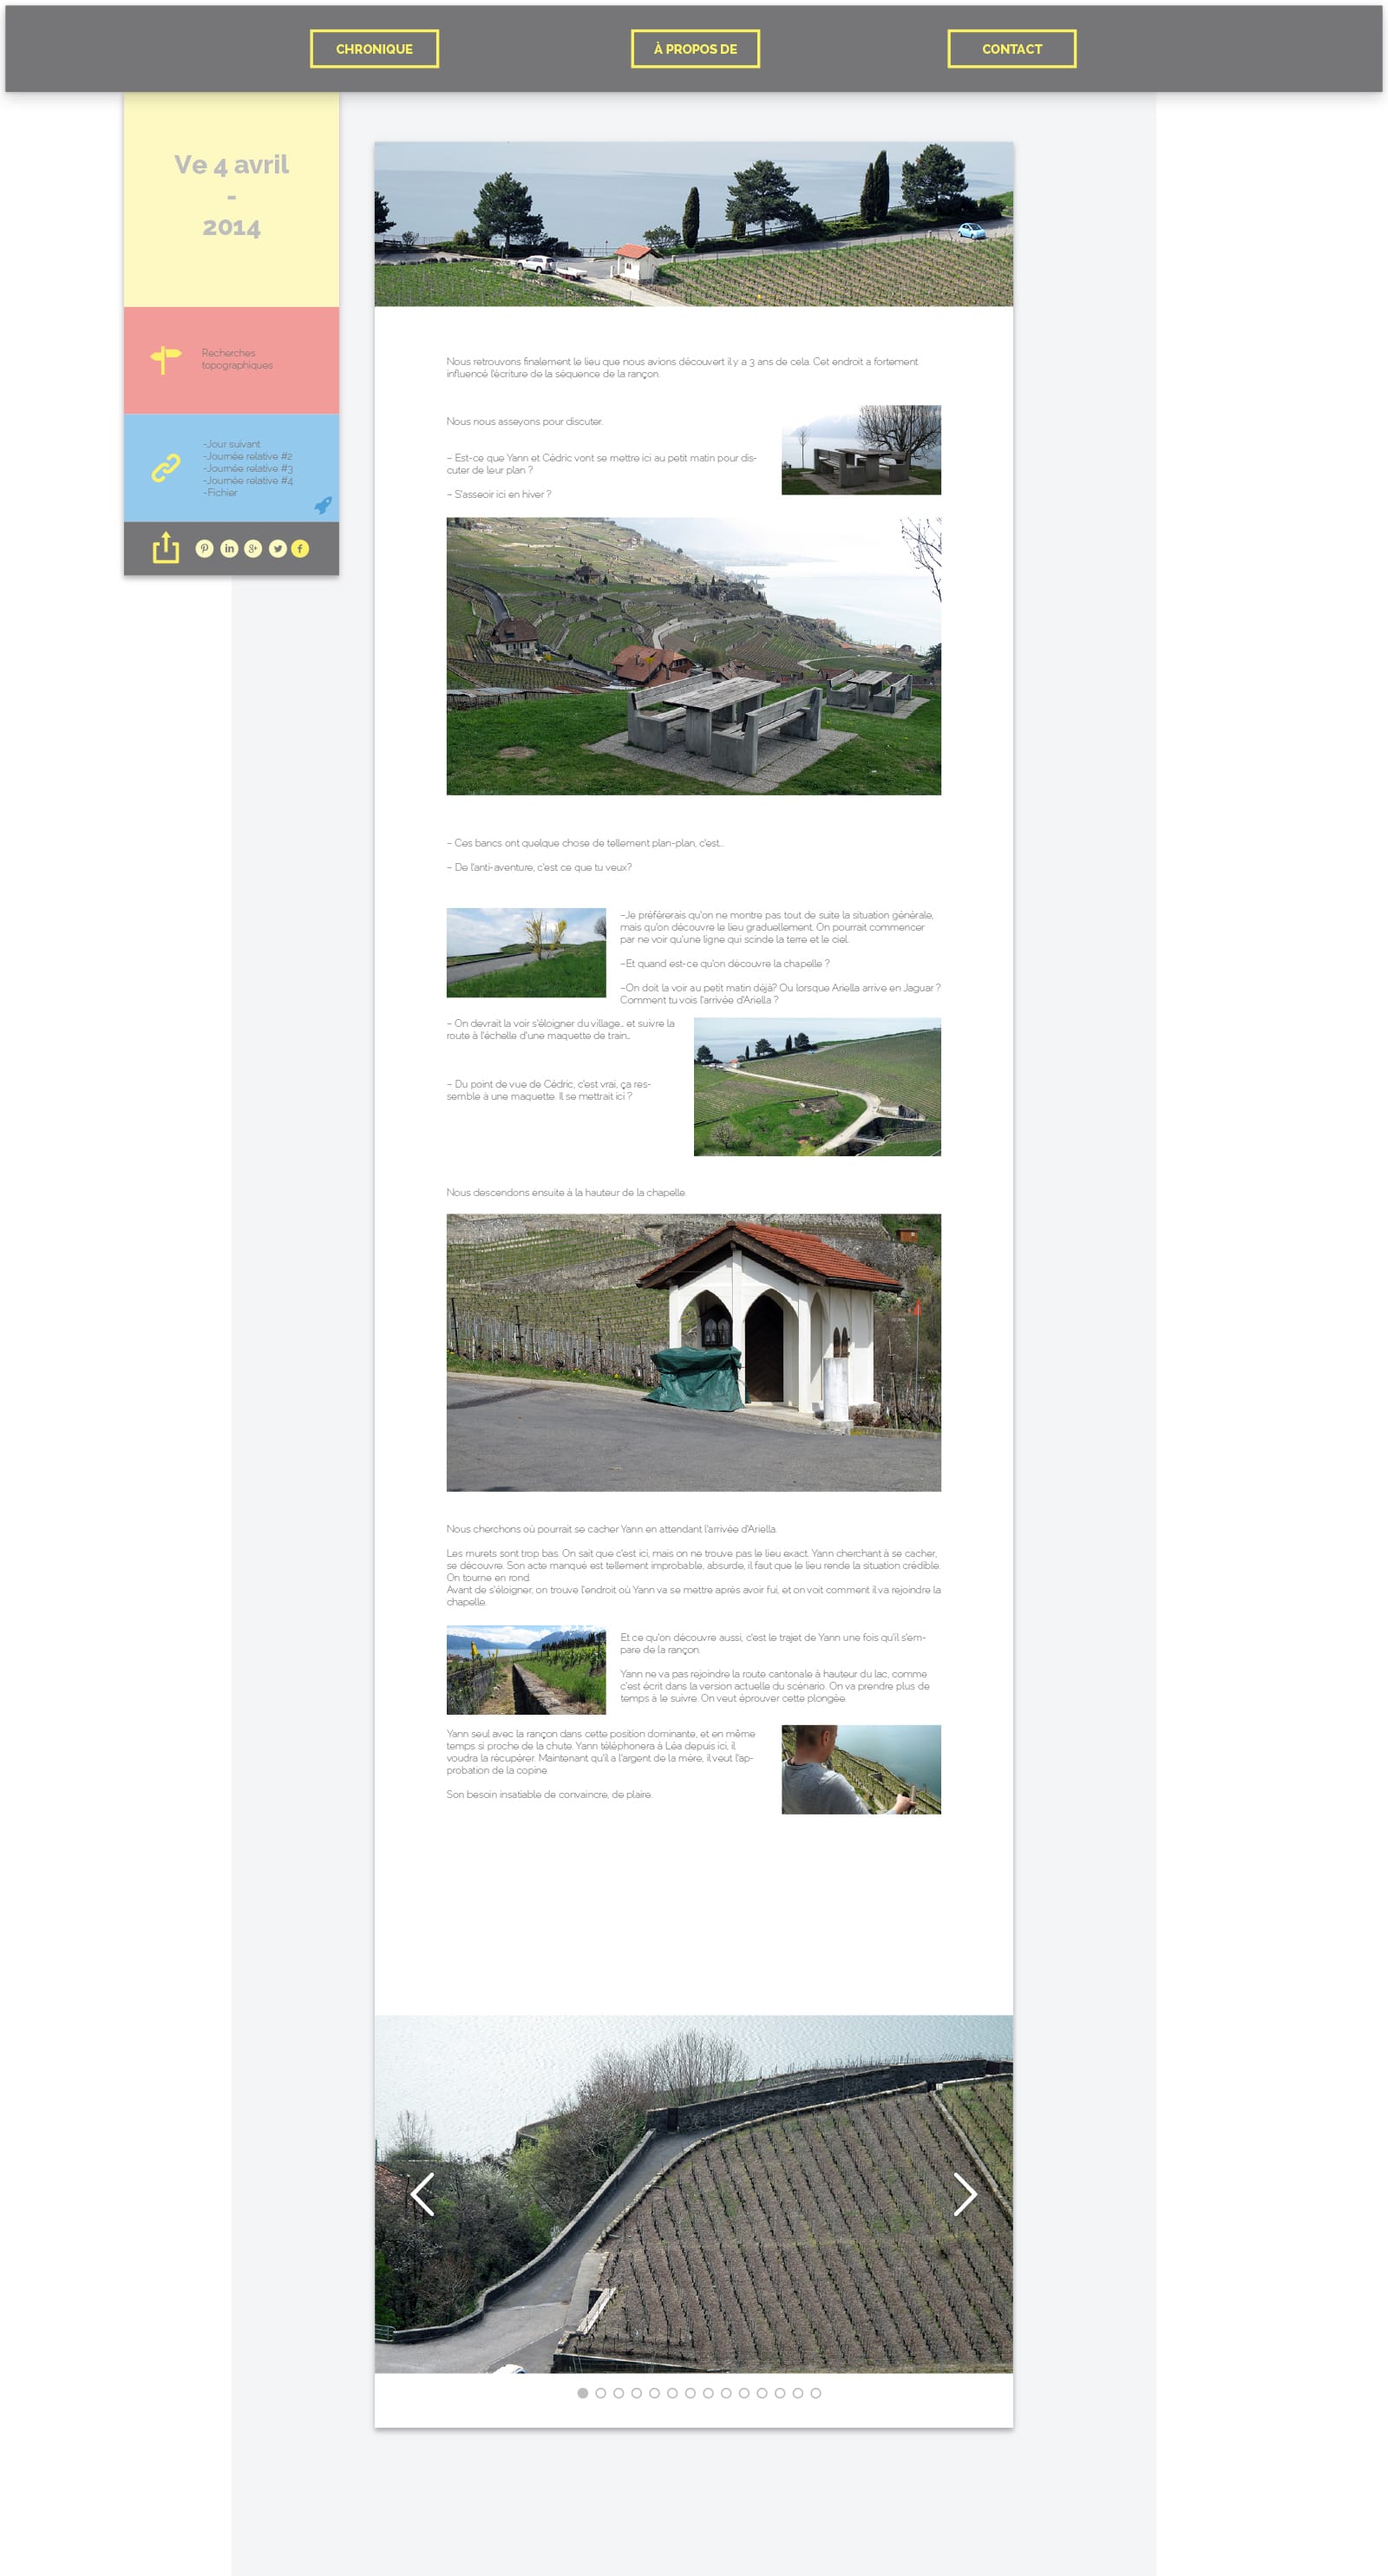 CHRONIQUE
À PROPOS DE
CONTACT
Ve 4 avril
-
2014
Recherches
topographiques
-Jour suivant
-Journée relative #2
-Journée relative #3
-Journée relative #4
-Fichier
Nous retrouvons finalement le lieu que nous avions découvert il y a 3 ans de cela. Cet endroit a fortement
influencé l'écriture de la séquence de la rançon.
Nous nous asseyons pour discuter.
– Est-ce que Yann et Cédric vont se mettre ici au petit matin pour dis-
cuter de leur plan ?
– S'asseoir ici en hiver ?
– Ces bancs ont quelque chose de tellement plan-plan, c'est...
– De l'anti-aventure, c'est ce que tu veux?
–Je préférerais qu'on ne montre pas tout de suite la situation générale,
mais qu'on découvre le lieu graduellement. On pourrait commencer
par ne voir qu'une ligne qui scinde la terre et le ciel.
–Et quand est-ce qu'on découvre la chapelle ?
–On doit la voir au petit matin déjà? Ou lorsque Ariella arrive en Jaguar ?
Comment tu vois l'arrivée d'Ariella ?
– On devrait la voir s'éloigner du village... et suivre la
route à l'échelle d'une maquette de train...
– Du point de vue de Cédric, c'est vrai, ça res-
semble à une maquette. Il se mettrait ici ?
Nous descendons ensuite à la hauteur de la chapelle.
Nous cherchons où pourrait se cacher Yann en attendant l'arrivée d'Ariella.
Les murets sont trop bas. On sait que c'est ici, mais on ne trouve pas le lieu exact. Yann cherchant à se cacher,
se découvre. Son acte manqué est tellement improbable, absurde, il faut que le lieu rende la situation crédible.
On tourne en rond.
Avant de s'éloigner, on trouve l'endroit où Yann va se mettre après avoir fui, et on voit comment il va rejoindre la
chapelle.
Et ce qu'on découvre aussi, c'est le trajet de Yann une fois qu'il s'em-
pare de la rançon.
Yann ne va pas rejoindre la route cantonale à hauteur du lac, comme
c'est écrit dans la version actuelle du scénario. On va prendre plus de
temps à le suivre. On veut éprouver cette plongée.
Yann seul avec la rançon dans cette position dominante, et en même
temps si proche de la chute. Yann téléphonera à Léa depuis ici, il
voudra la récupérer. Maintenant qu'il a l'argent de la mère, il veut l'ap-
probation de la copine.
Son besoin insatiable de convaincre, de plaire.